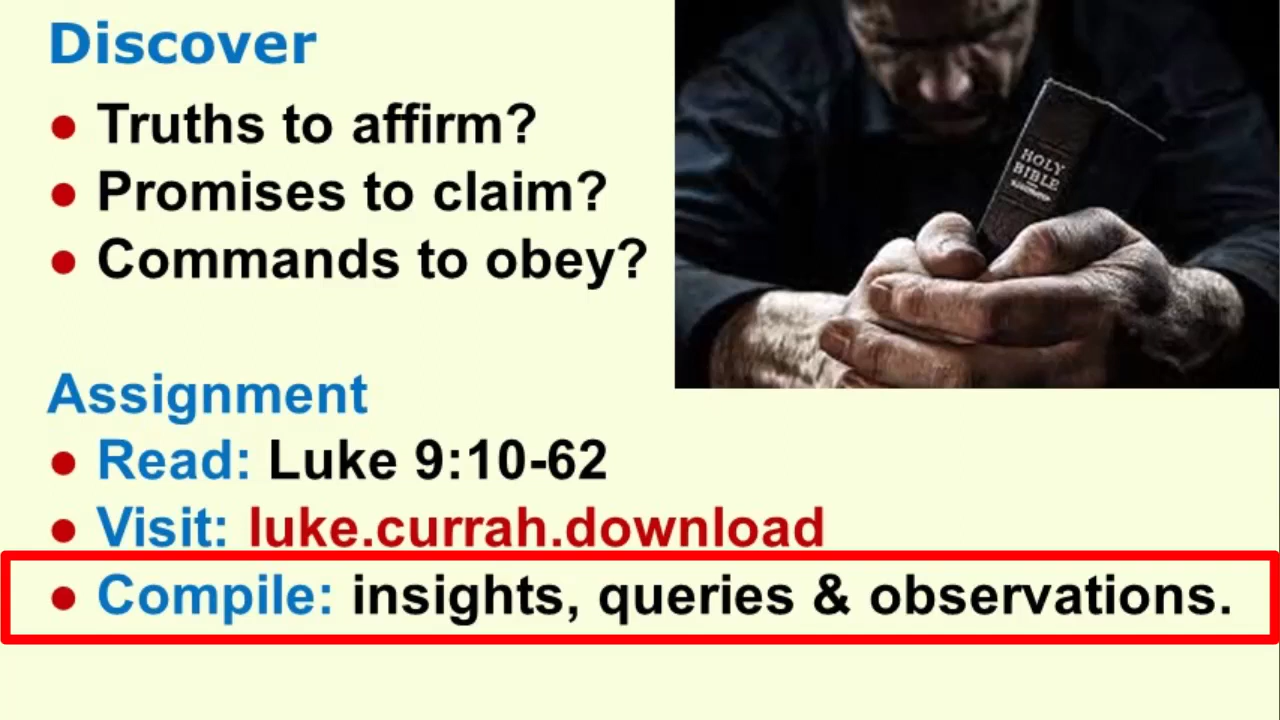 Discover
● Truths to affirm?
● Promises to claim?
● Commands to obey?
HOLY
BIBLE
Assignment
● Read: Luke 9:10-62
● Visit: luke.currah.download
● Compile: insights, queries & observations.